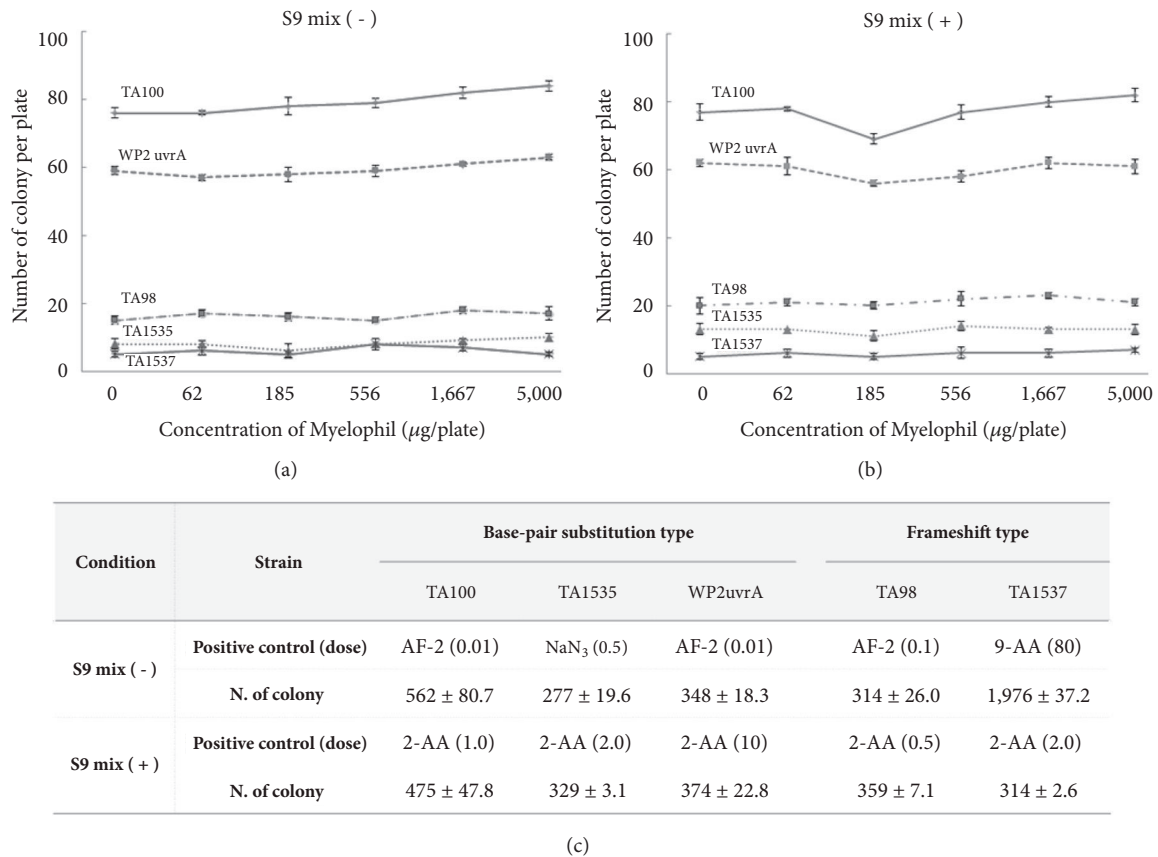 S9 mix ( - )
Number of colony per plate
100
80
60
40
20
0
TA100
WP2 uvrA
TA98
TA1535
TA1537
0 62 185 556 1,667 5,000
Concentration of Myelophil (μg/plate)
(a)
S9 mix ( + )
Number of colony per plate
100
80
60
40
20
0
TA100
WP2 uvrA
TA98
TA1535
TA1537
0 62 185 556 1,667 5,000
Concentration of Myelophil (μg/plate)
(b)
Condition Strain Base-pair substitution type Frameshift type
TA100 TA1535 WP2uvrA TA98 TA1537
S9 mix ( - ) Positive control (dose) AF-2 (0.01) NaN₃ (0.5) AF-2 (0.01) AF-2 (0.1) 9-AA (80)
N. of colony 562 ± 80.7 277 ± 19.6 348 ± 18.3 314 ± 26.0 1,976 ± 37.2
S9 mix ( + ) Positive control (dose) 2-AA (1.0) 2-AA (2.0) 2-AA (10) 2-AA (0.5) 2-AA (2.0)
N. of colony 475 ± 47.8 329 ± 3.1 374 ± 22.8 359 ± 7.1 314 ± 2.6
(c)